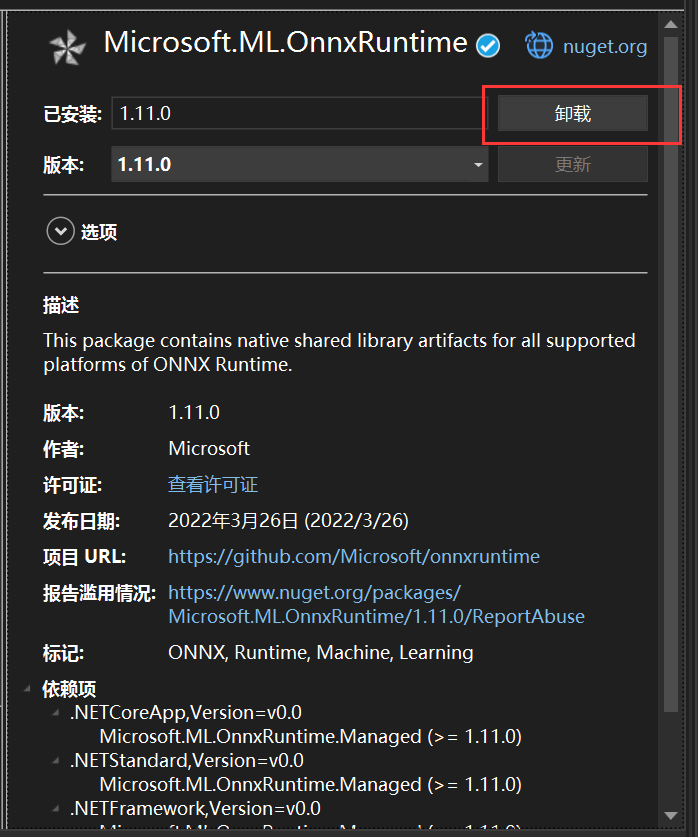 Microsoft.ML.OnnxRuntime nuget.org
已安装: 1.11.0 卸载
版本: 1.11.0 更新
选项
描述
This package contains native shared library artifacts for all supported
platforms of ONNX Runtime.
版本: 1.11.0
作者: Microsoft
许可证: 查看许可证
发布日期: 2022年3月26日 (2022/3/26)
项目 URL: https://github.com/Microsoft/onnxruntime
报告滥用情况: https://www.nuget.org/packages/
Microsoft.ML.OnnxRuntime/1.11.0/ReportAbuse
标记: ONNX, Runtime, Machine, Learning
依赖项
.NETCoreApp,Version=v0.0
Microsoft.ML.OnnxRuntime.Managed (>= 1.11.0)
.NETStandard,Version=v0.0
Microsoft.ML.OnnxRuntime.Managed (>= 1.11.0)
.NETFramework,Version=v0.0